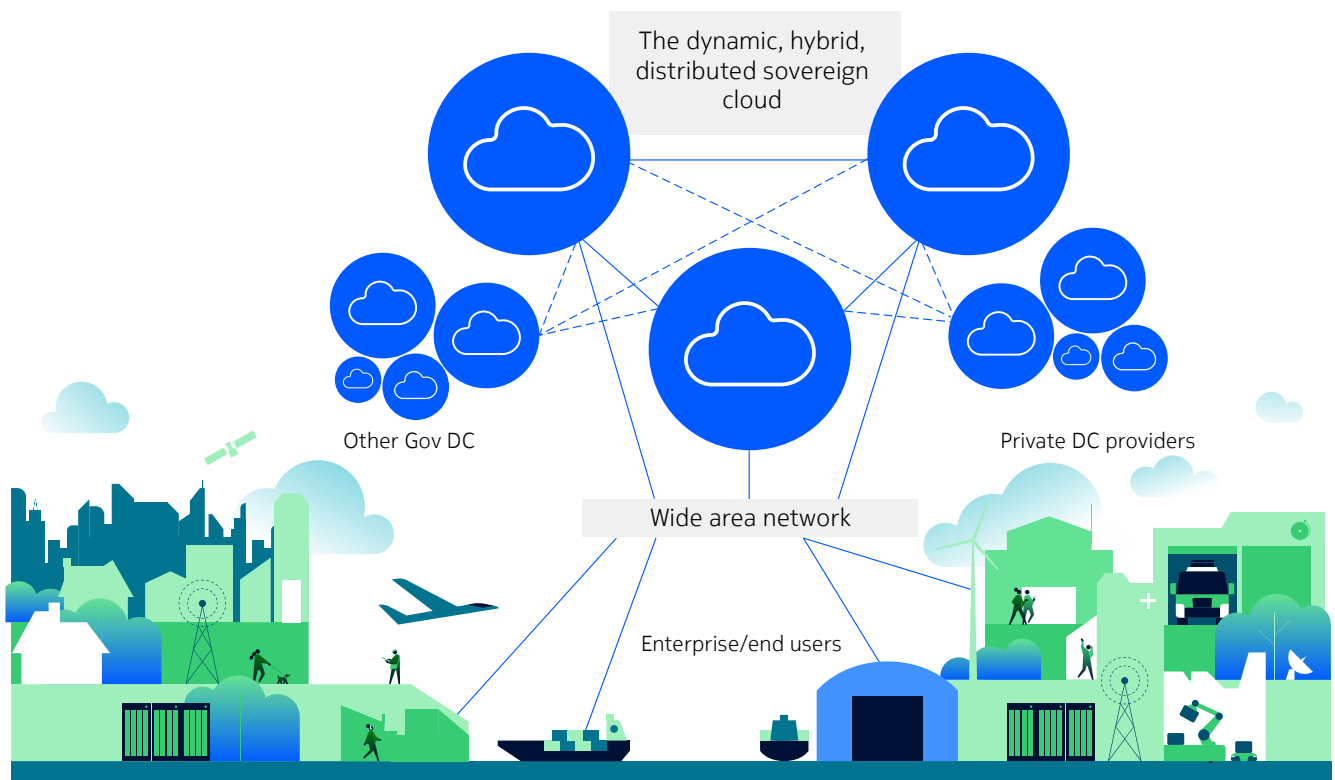 The dynamic, hybrid,
distributed sovereign
cloud
Other Gov DC
Private DC providers
Wide area network
Enterprise/end users